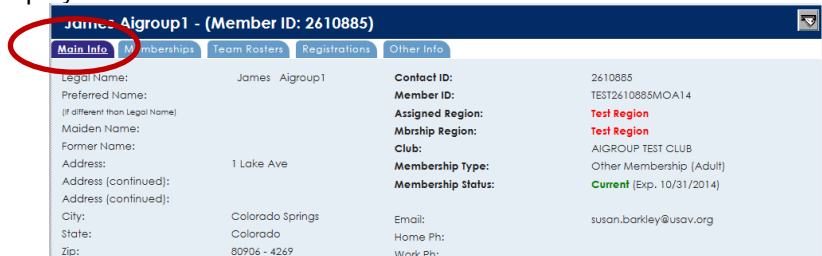 James Aigroup1 - (Member ID: 2610885)
Main Info Memberships Team Rosters Registrations Other Info
Legal Name: James Aigroup1 Contact ID: 2610885
Preferred Name: Member ID: TEST2610885MOA14
(If different than Legal Name) Assigned Region: Test Region
Maiden Name: Mbrship Region: Test Region
Former Name: Club: AIGROUP TEST CLUB
Address: 1 Lake Ave Membership Type: Other Membership (Adult)
Address (continued): Membership Status: Current (Exp. 10/31/2014)
Address (continued):
City: Colorado Springs Email: susan.barkley@usav.org
State: Colorado Home Ph:
Zip: 80906 - 4269 Work Ph: